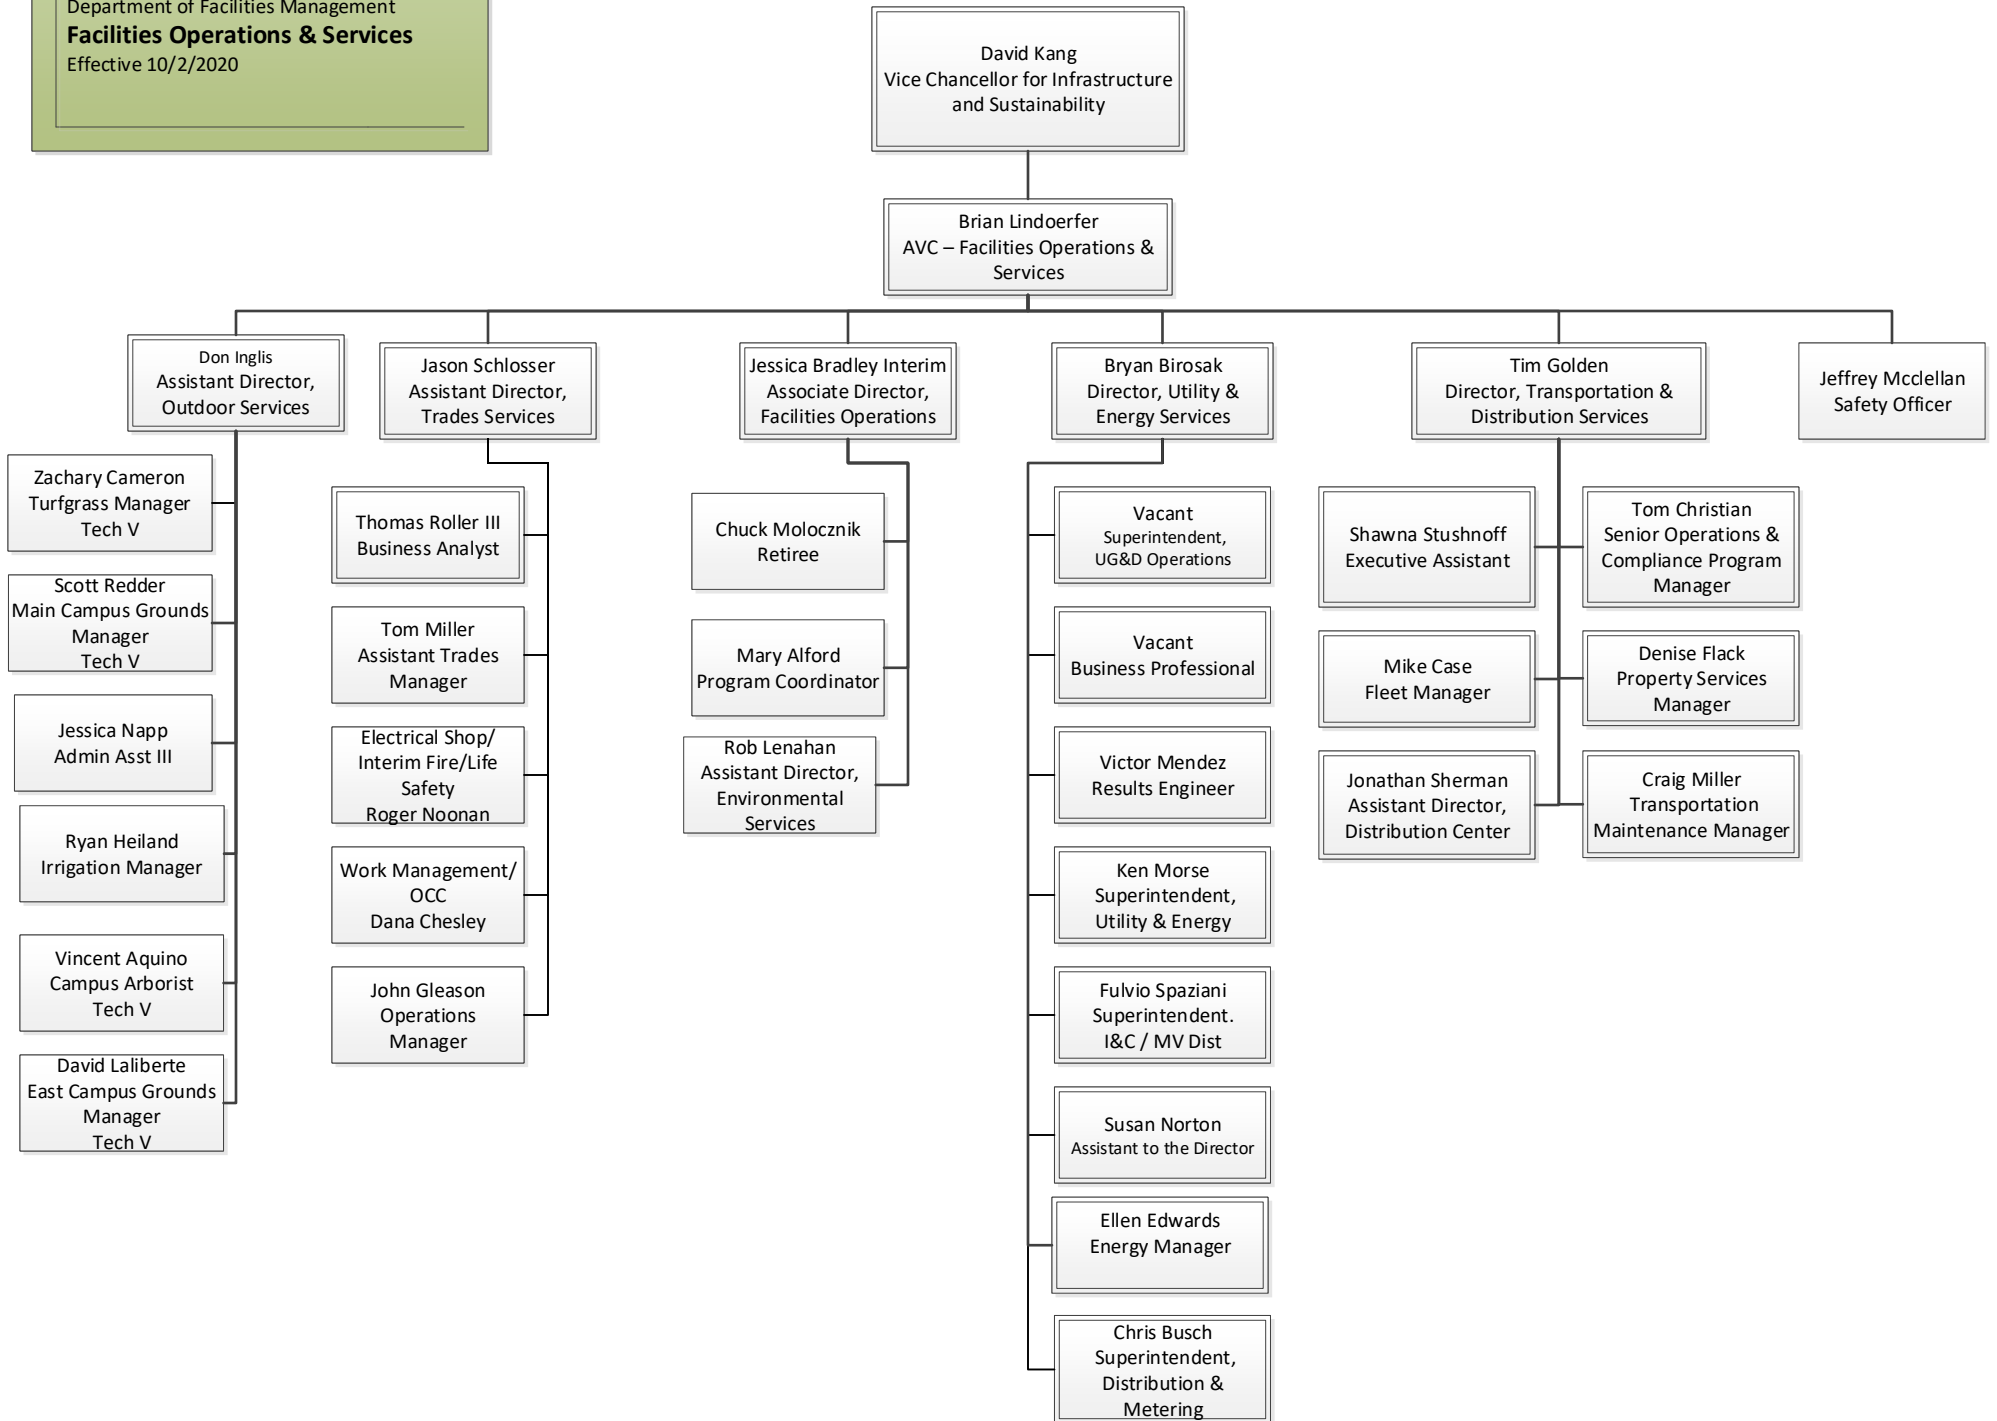 Department of Facilities Management
Facilities Operations & Services
Effective 10/2/2020
David Kang
Vice Chancellor for Infrastructure
and Sustainability
Brian Lindoerfer
AVC – Facilities Operations &
Services
Don Inglis
Assistant Director,
Outdoor Services
Jason Schlosser
Assistant Director,
Trades Services
Jessica Bradley Interim
Associate Director,
Facilities Operations
Bryan Birosak
Director, Utility &
Energy Services
Tim Golden
Director, Transportation &
Distribution Services
Jeffrey Mcclellan
Safety Officer
Zachary Cameron
Turfgrass Manager
Tech V
Scott Redder
Main Campus Grounds
Manager
Tech V
Jessica Napp
Admin Asst III
Ryan Heiland
Irrigation Manager
Vincent Aquino
Campus Arborist
Tech V
David Laliberte
East Campus Grounds
Manager
Tech V
Thomas Roller III
Business Analyst
Tom Miller
Assistant Trades
Manager
Electrical Shop/
Interim Fire/Life
Safety
Roger Noonan
Work Management/
OCC
Dana Chesley
John Gleason
Operations
Manager
Chuck Molocznik
Retiree
Mary Alford
Program Coordinator
Rob Lenahan
Assistant Director,
Environmental
Services
Vacant
Superintendent,
UG&D Operations
Vacant
Business Professional
Victor Mendez
Results Engineer
Ken Morse
Superintendent,
Utility & Energy
Fulvio Spaziani
Superintendent.
I&C / MV Dist
Susan Norton
Assistant to the Director
Ellen Edwards
Energy Manager
Chris Busch
Superintendent,
Distribution &
Metering
Shawna Stushnoff
Executive Assistant
Mike Case
Fleet Manager
Jonathan Sherman
Assistant Director,
Distribution Center
Tom Christian
Senior Operations &
Compliance Program
Manager
Denise Flack
Property Services
Manager
Craig Miller
Transportation
Maintenance Manager